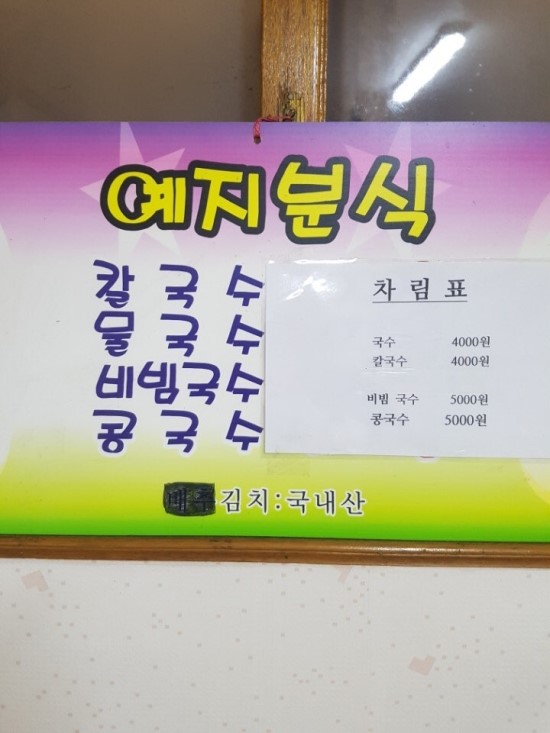 예지분식
칼국수
물국수
비빔국수
콩국수
차림표
국수 4000원
칼국수 4000원
비빔 국수 5000원
콩국수 5000원
배추김치:국내산